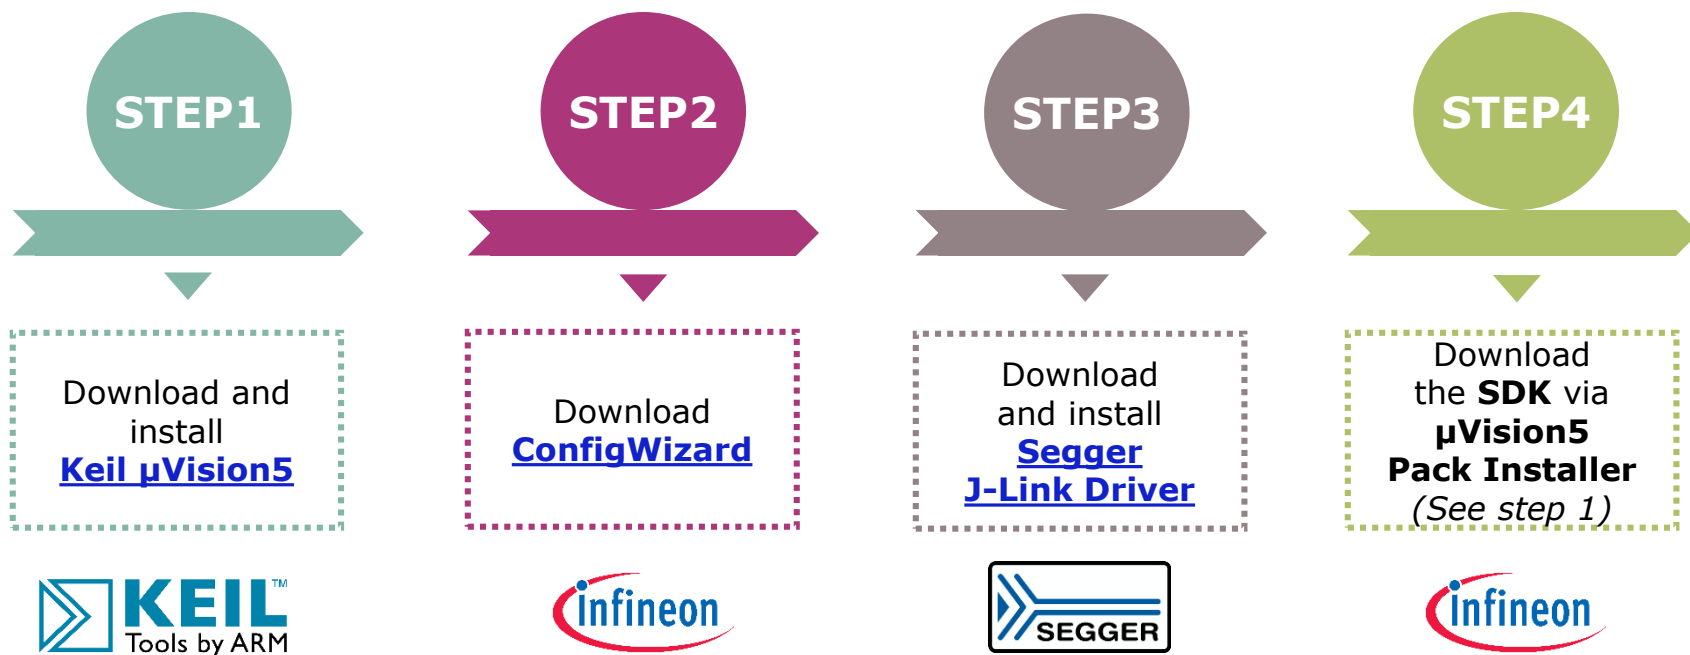 STEP1
Download and
install
Keil µVision5
KEIL™
Tools by ARM
STEP2
Download
ConfigWizard
infineon
STEP3
Download
and install
Segger
J-Link Driver
SEGGER
STEP4
Download
the SDK via
µVision5
Pack Installer
(See step 1)
infineon